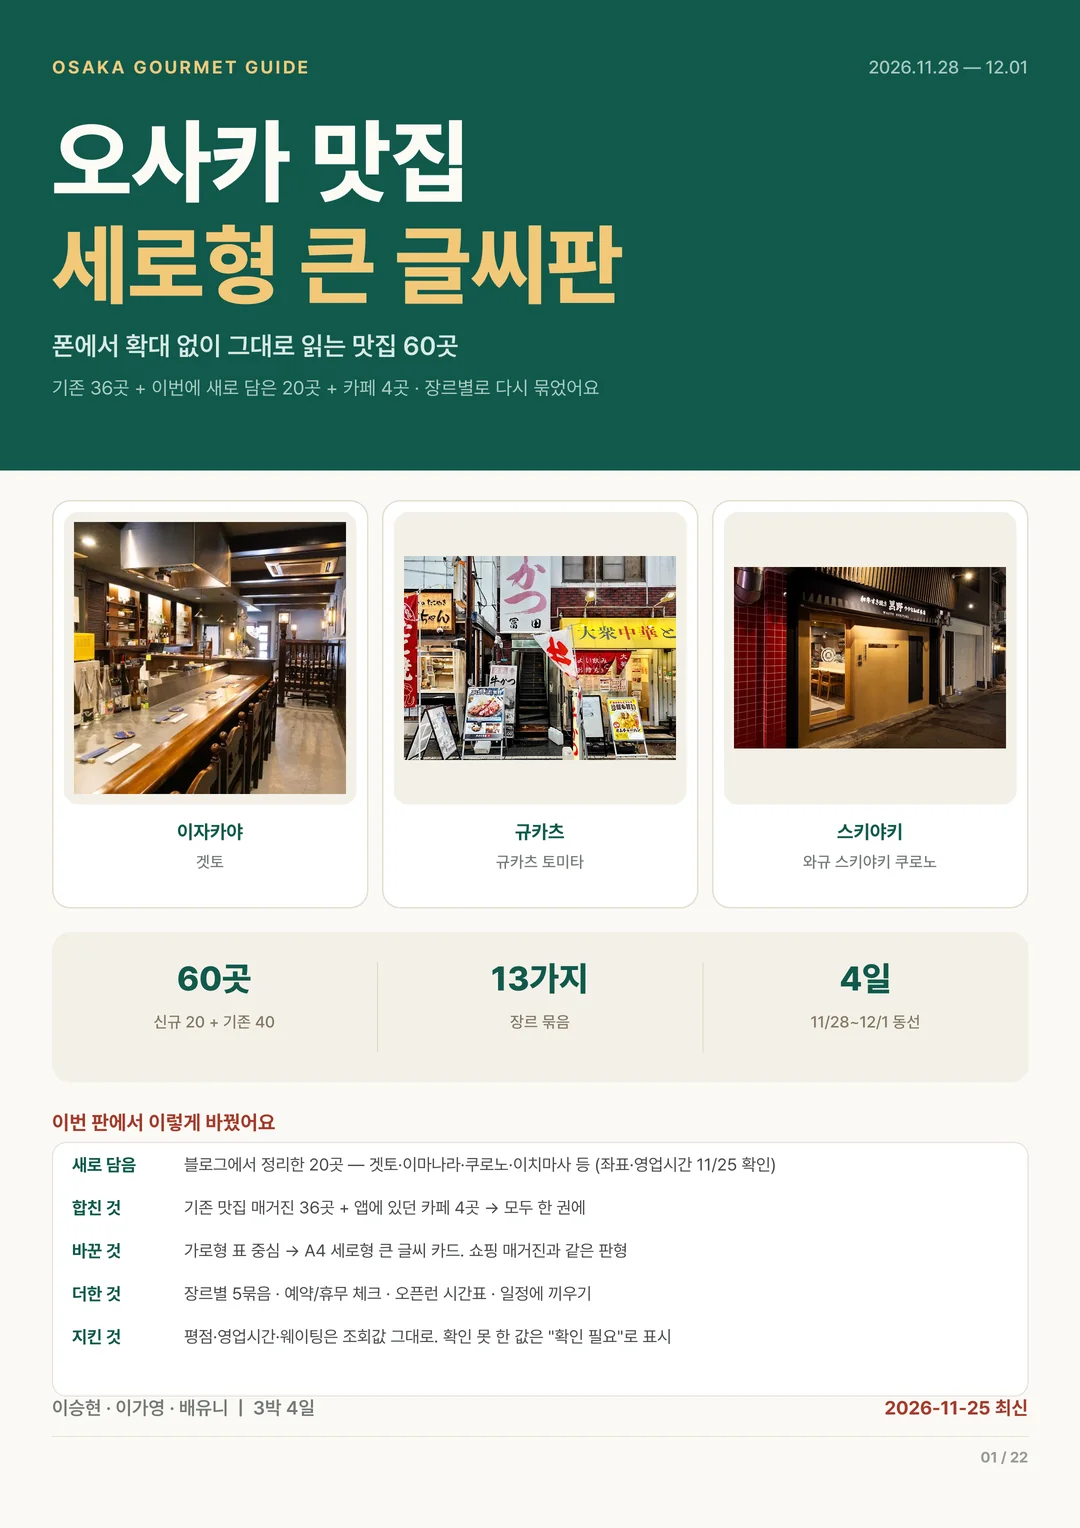 OSAKA GOURMET GUIDE
2026.11.28 — 12.01
오사카 맛집
세로형 큰 글씨판
폰에서 확대 없이 그대로 읽는 맛집 60곳
기존 36곳 + 이번에 새로 담은 20곳 + 카페 4곳 · 장르별로 다시 묶었어요
かつ
冨田
大衆中華と
牛かつ
이자카야
겟토
규카츠
규카츠 토미타
스키야키
와규 스키야키 쿠로노
60곳
신규 20 + 기존 40
13가지
장르 묶음
4일
11/28~12/1 동선
이번 판에서 이렇게 바꿨어요
새로 담음 블로그에서 정리한 20곳 — 겟토·이마나라·쿠로노·이치마사 등 (좌표·영업시간 11/25 확인)
합친 것 기존 맛집 매거진 36곳 + 앱에 있던 카페 4곳 → 모두 한 권에
바꾼 것 가로형 표 중심 → A4 세로형 큰 글씨 카드. 쇼핑 매거진과 같은 판형
더한 것 장르별 5묶음 · 예약/휴무 체크 · 오픈런 시간표 · 일정에 끼우기
지킨 것 평점·영업시간·웨이팅은 조회값 그대로. 확인 못 한 값은 "확인 필요"로 표시
이승현 · 이가영 · 배유니 | 3박 4일
2026-11-25 최신
01 / 22